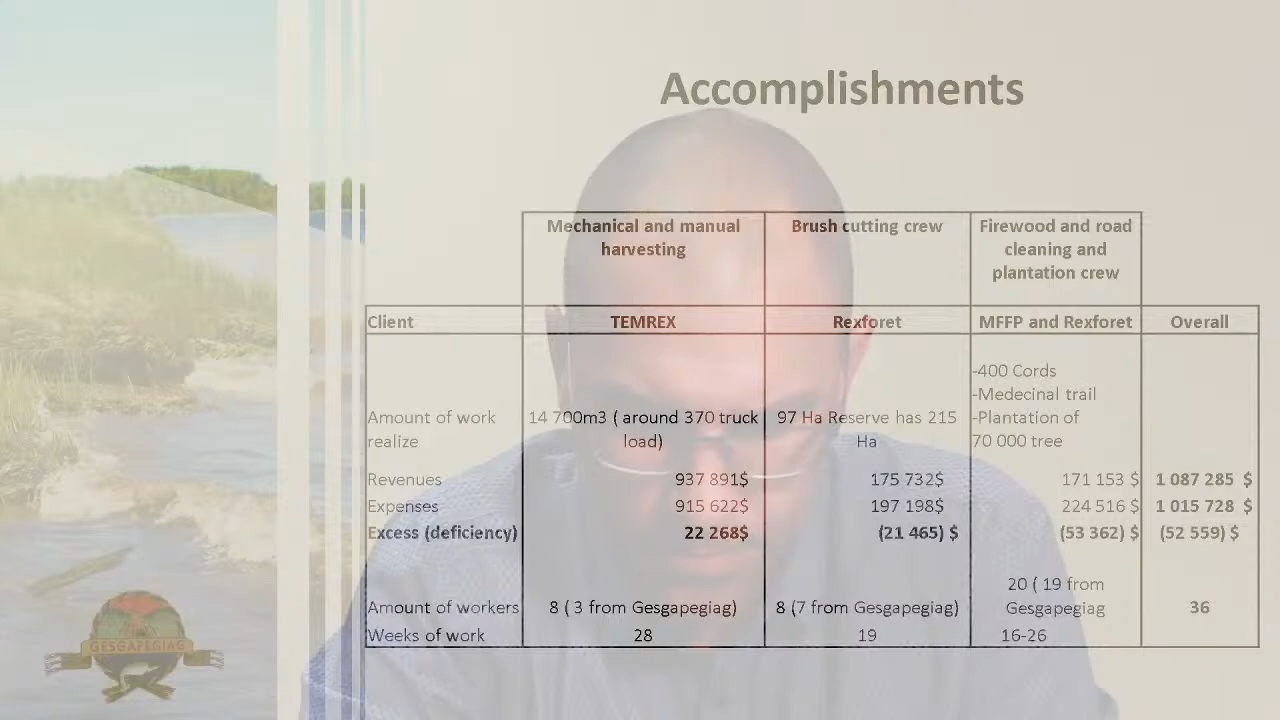 Accomplishments
Mechanical and manual harvesting
Brush cutting crew
Firewood and road cleaning and plantation crew
Client TEMREX Rexforet MFFP and Rexforet Overall
Amount of work realize
14 700m3 ( around 370 truck load)
97 Ha Reserve has 215 Ha
-400 Cords
-Medecinal trail
-Plantation of
70 000 tree
Revenues 937 891$ 175 732$ 171 153 $ 1 087 285 $
Expenses 915 622$ 197 198$ 224 516 $ 1 015 728 $
Excess (deficiency) 22 268$ (21 465) $ (53 362) $ (52 559) $
Amount of workers 8 ( 3 from Gesgapegiag) 8 (7 from Gesgapegiag) 20 ( 19 from Gesgapegiag 36
Weeks of work 28 19 16-26
GESGAPEGIAG